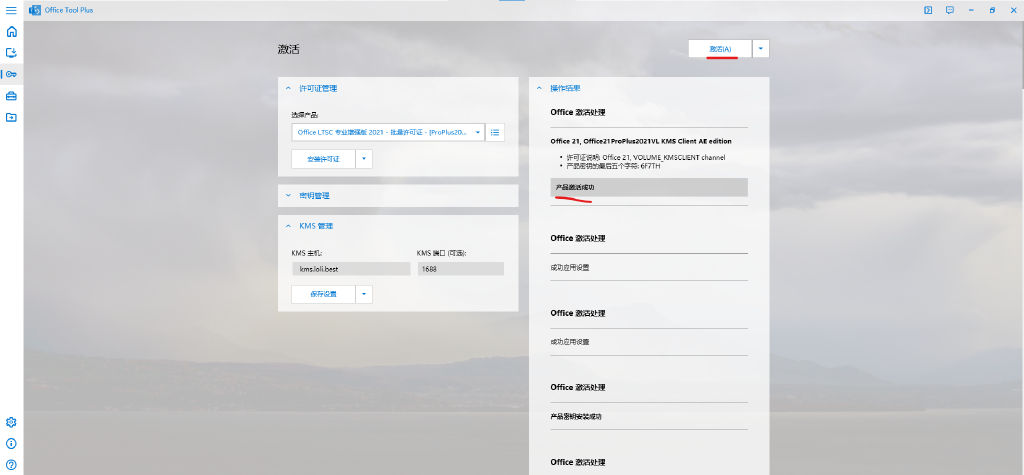 Office Tool Plus
激活
激活(A)
许可证管理
选择产品:
Office LTSC 专业增强版 2021 - 批量许可证 - [ProPlus20...
安装许可证
密钥管理
KMS 管理
KMS 主机:
KMS 端口 (可选):
kms.loli.best
1688
保存设置
操作结果
Office 激活处理
Office 21, Office21ProPlus2021VL KMS Client AE edition
• 许可证说明: Office 21, VOLUME_KMSCLIENT channel
• 产品密钥的最后五个字符: 6F7TH
产品激活成功
Office 激活处理
成功应用设置
Office 激活处理
成功应用设置
Office 激活处理
产品密钥安装成功
Office 激活处理